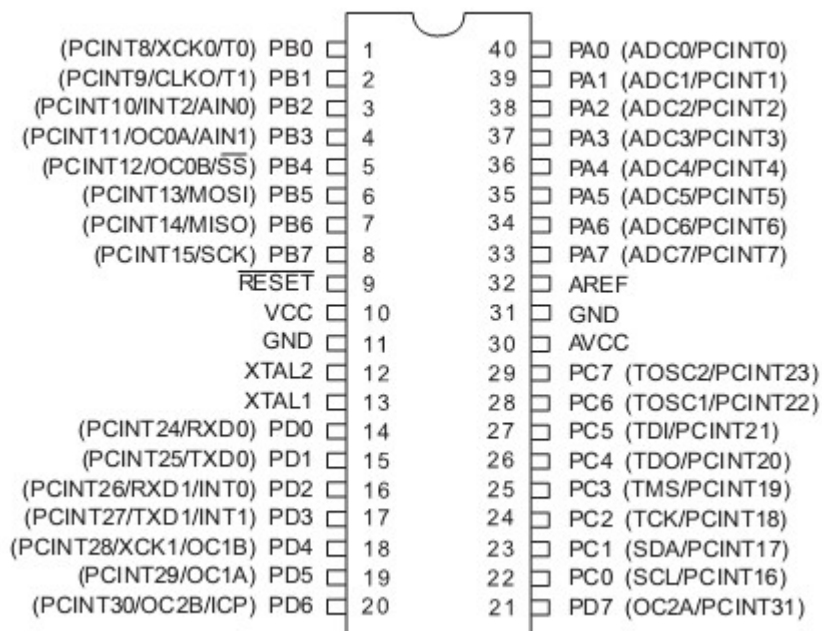 (PCINT8/XCK0/T0) PB0 1 40 PA0 (ADC0/PCINT0)
(PCINT9/CLKO/T1) PB1 2 39 PA1 (ADC1/PCINT1)
(PCINT10/INT2/AIN0) PB2 3 38 PA2 (ADC2/PCINT2)
(PCINT11/OC0A/AIN1) PB3 4 37 PA3 (ADC3/PCINT3)
(PCINT12/OC0B/S̅S̅) PB4 5 36 PA4 (ADC4/PCINT4)
(PCINT13/MOSI) PB5 6 35 PA5 (ADC5/PCINT5)
(PCINT14/MISO) PB6 7 34 PA6 (ADC6/PCINT6)
(PCINT15/SCK) PB7 8 33 PA7 (ADC7/PCINT7)
R̅E̅S̅E̅T̅ 9 32 AREF
VCC 10 31 GND
GND 11 30 AVCC
XTAL2 12 29 PC7 (TOSC2/PCINT23)
XTAL1 13 28 PC6 (TOSC1/PCINT22)
(PCINT24/RXD0) PD0 14 27 PC5 (TDI/PCINT21)
(PCINT25/TXD0) PD1 15 26 PC4 (TDO/PCINT20)
(PCINT26/RXD1/INT0) PD2 16 25 PC3 (TMS/PCINT19)
(PCINT27/TXD1/INT1) PD3 17 24 PC2 (TCK/PCINT18)
(PCINT28/XCK1/OC1B) PD4 18 23 PC1 (SDA/PCINT17)
(PCINT29/OC1A) PD5 19 22 PC0 (SCL/PCINT16)
(PCINT30/OC2B/ICP) PD6 20 21 PD7 (OC2A/PCINT31)